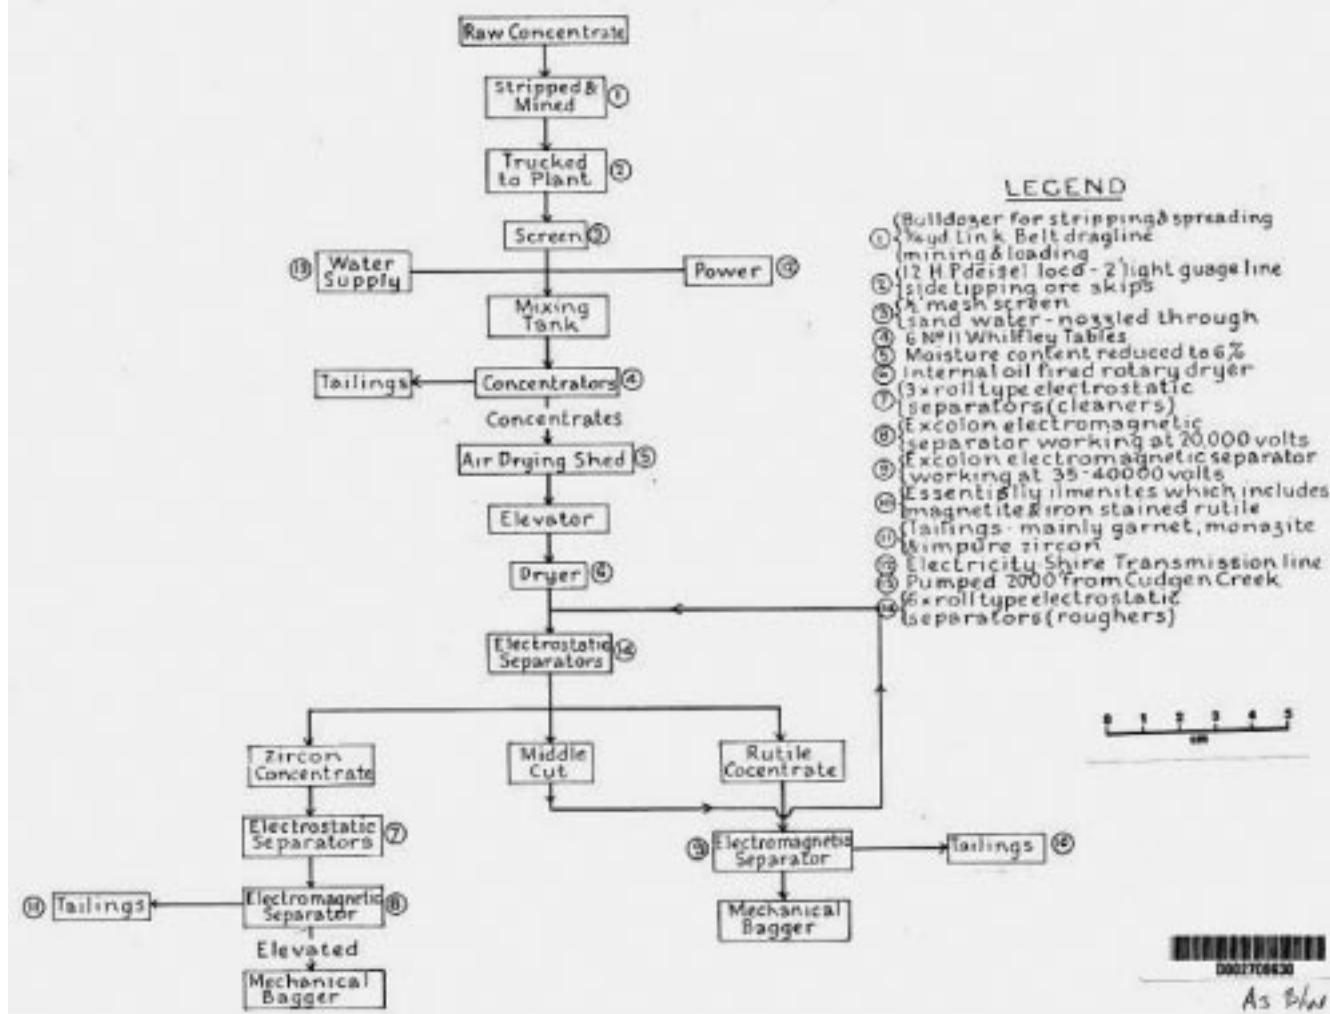 Raw Concentrate
Stripped &
Mined
1
Trucked
to Plant
2
Screen
3
13
Water
Supply
Power
12
Mixing
Tank
Tailings
Concentrators
4
Concentrates
Air Drying Shed
5
Elevator
Dryer
6
Electrostatic
Separators
14
Zircon
Concentrate
Middle
Cut
Rutile
Cocentrate
Electrostatic
Separators
7
9
Electromagnetic
Separator
Tailings
10
11
Tailings
Electromagnetic
Separator
8
Elevated
Mechanical
Bagger
Mechanical
Bagger
LEGEND
1 Bulldozer for stripping & spreading
¾ yd Link Belt dragline
mining & loading
2 12 H.P deisel loco - 2' light guage line
side tipping ore skips
3 mesh screen
sand water - nozzled through
4 6 Nº 11 Whilfley Tables
5 Moisture content reduced to 6%
6 Internal oil fired rotary dryer
7 3 x roll type electrostatic
separators (cleaners)
8 Excolon electromagnetic
separator working at 20,000 volts
9 Excolon electromagnetic separator
working at 35-40000 volts
10 Essentially ilmenites which includes
magnetite & iron stained rutile
11 Tailings - mainly garnet, monazite
& impure zircon
12 Electricity Shire Transmission line
13 Pumped 2000' from Cudgen Creek
14 6 x roll type electrostatic
separators (roughers)
0 1 2 3 4 5
cm
As B/W